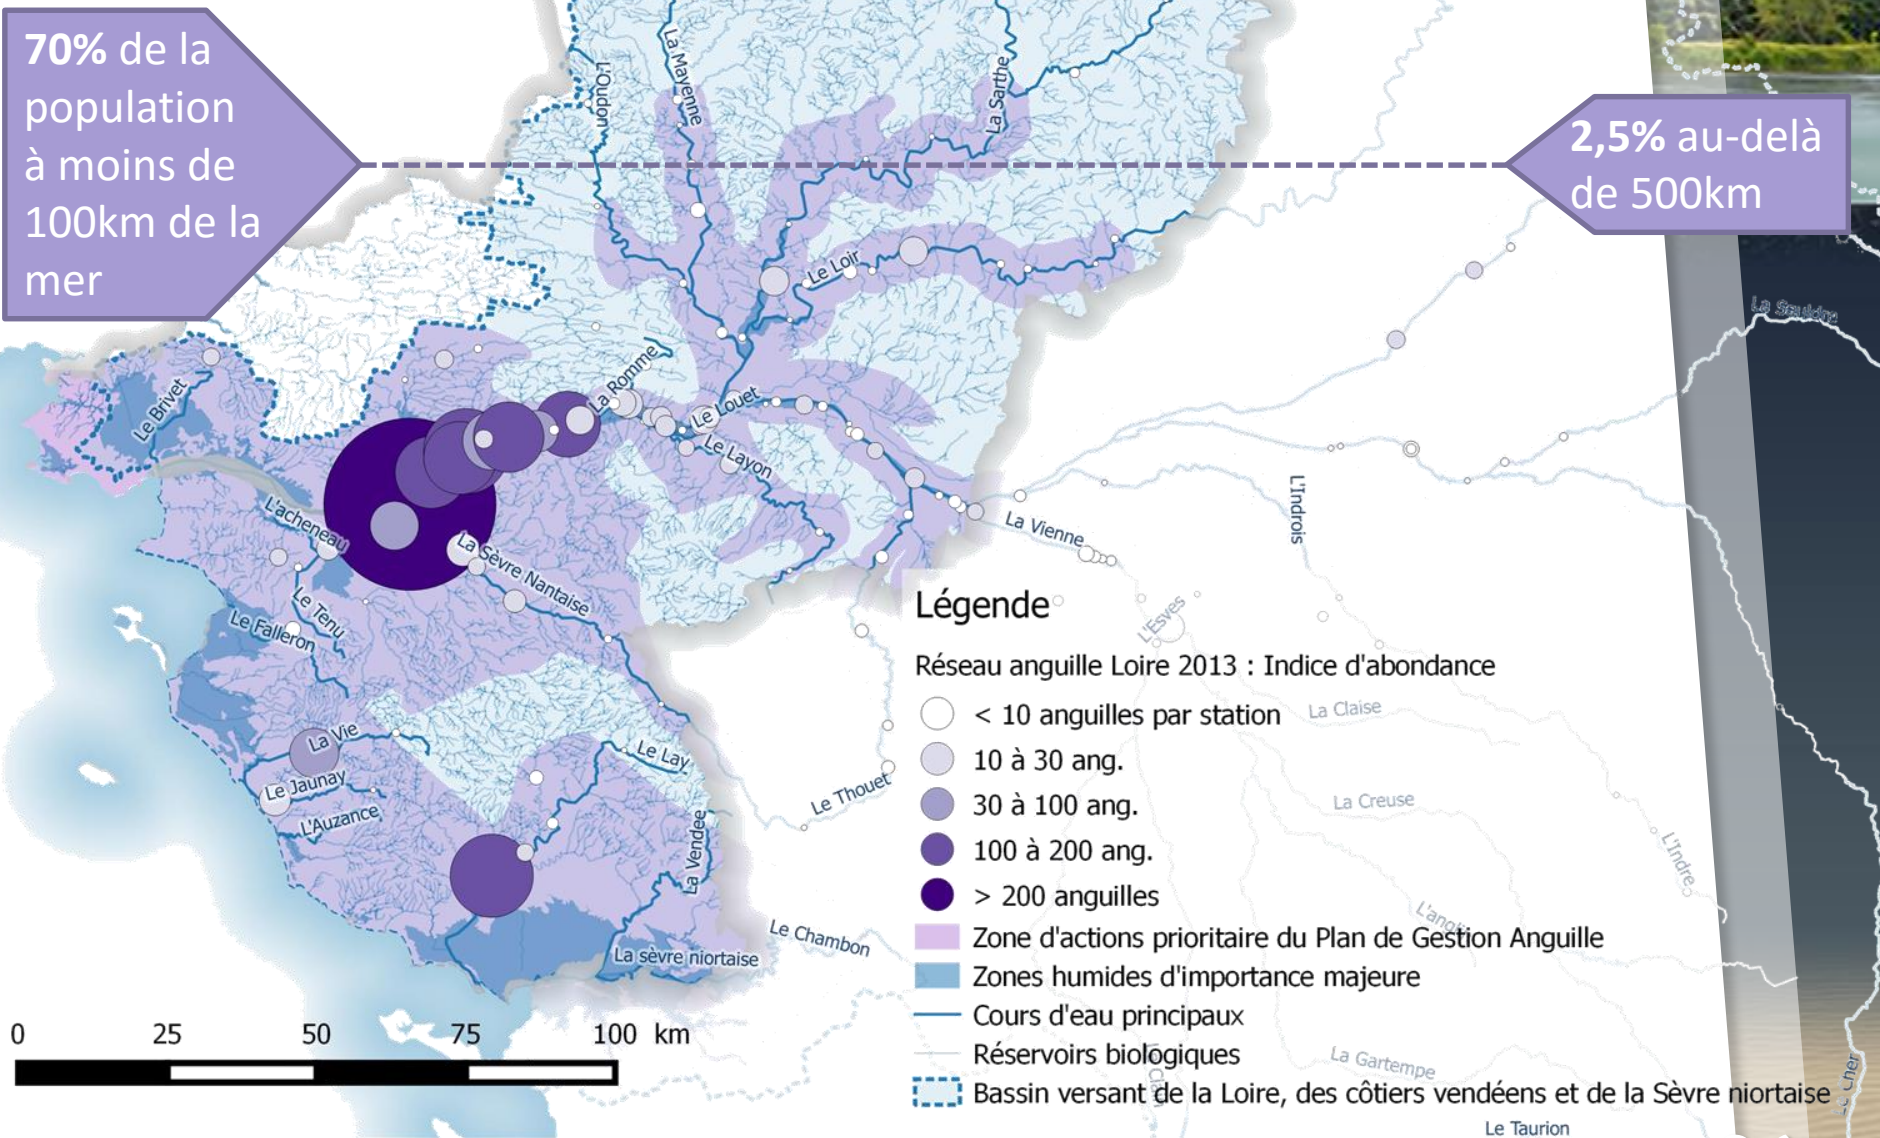 70% de la
population
à moins de
100km de la
mer
2,5% au-delà
de 500km
L'Oudon
La Mayenne
La Sarthe
Le Loir
La Sauldre
La Romme
Le Brivet
Le Louet
Le Layon
L'acheneau
La Sèvre Nantaise
La Vienne
L'Indrois
Le Tenu
Le Falleron
L'Esves
La Vie
Le Jaunay
L'Auzance
Le Lay
La Vendee
Le Thouet
La Claise
La Creuse
L'Indre
Le Chambon
La sèvre niortaise
La Gartempe
Le Cher
Le Taurion
Légende
Réseau anguille Loire 2013 : Indice d'abondance
< 10 anguilles par station
10 à 30 ang.
30 à 100 ang.
100 à 200 ang.
> 200 anguilles
Zone d'actions prioritaire du Plan de Gestion Anguille
Zones humides d'importance majeure
Cours d'eau principaux
Réservoirs biologiques
Bassin versant de la Loire, des côtiers vendéens et de la Sèvre niortaise
0 25 50 75 100 km